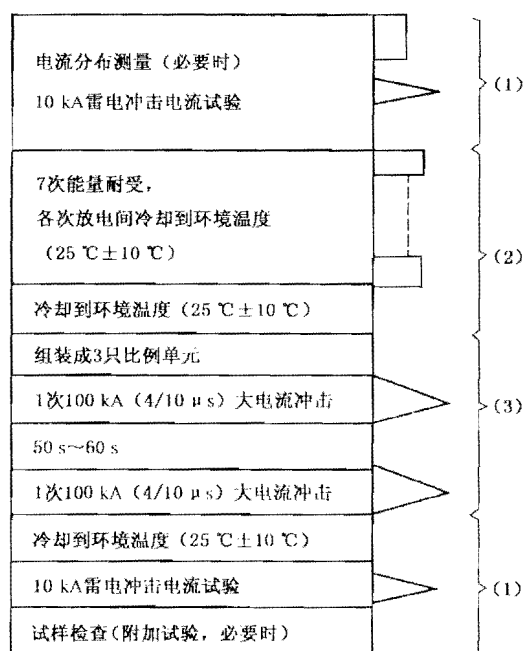 电流分布测量（必要时）
10 kA雷电冲击电流试验
(1)
7次能量耐受，
各次放电间冷却到环境温度
（25 ℃±10 ℃）
(2)
冷却到环境温度（25 ℃±10 ℃）
组装成3只比例单元
1次100 kA（4/10 μs）大电流冲击
(3)
50 s～60 s
1次100 kA（4/10 μs）大电流冲击
冷却到环境温度（25 ℃±10 ℃）
10 kA雷电冲击电流试验
(1)
试样检查(附加试验，必要时）